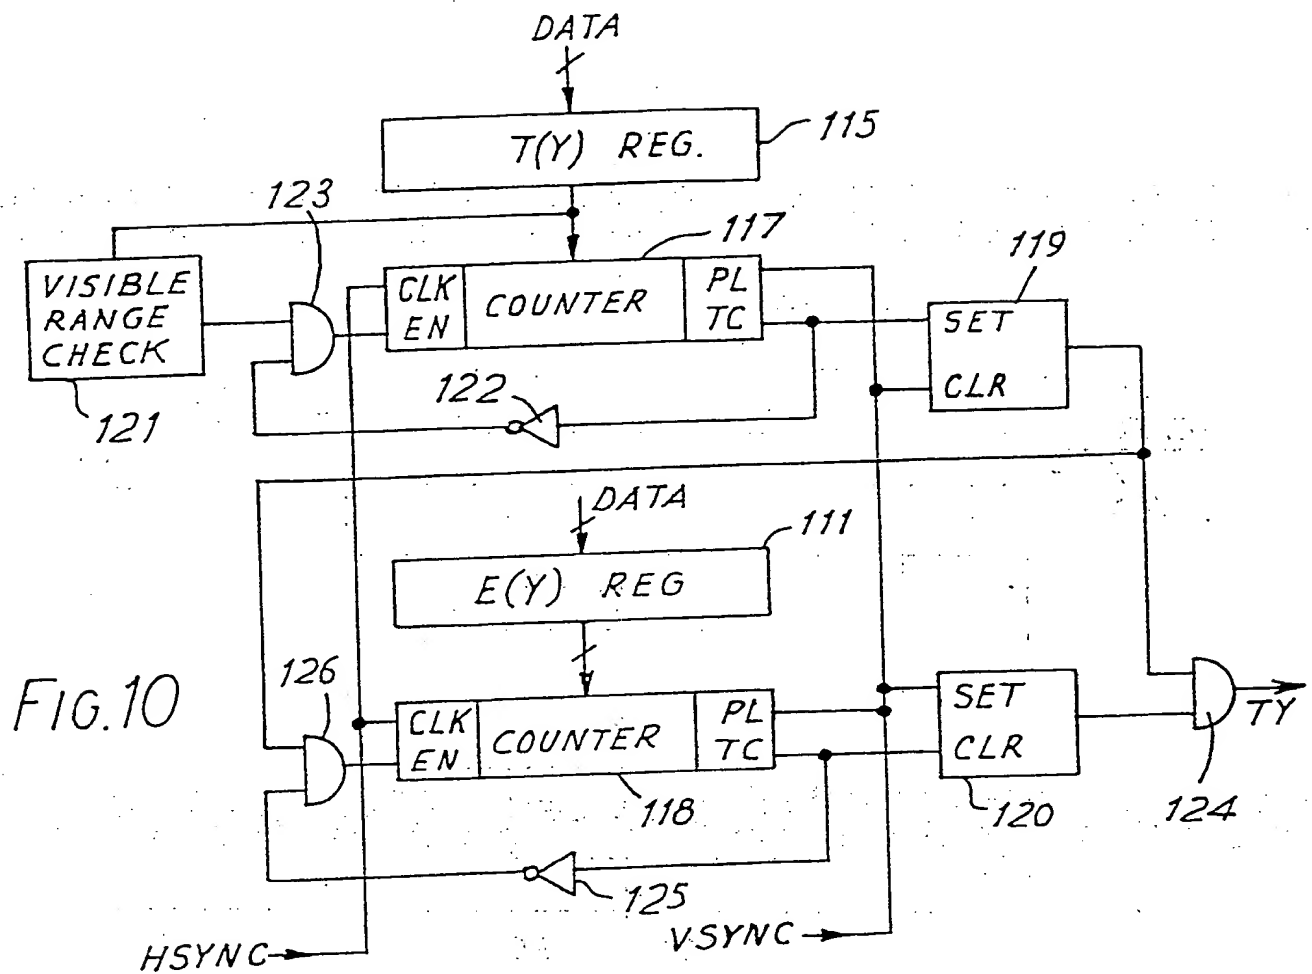 DATA
T(Y) REG.
115
123
117
119
VISIBLE
RANGE
CHECK
CLK
EN
COUNTER
PL
TC
SET
CLR
121
122
DATA
111
E(Y) REG
126
FIG. 10
CLK
EN
COUNTER
PL
TC
SET
CLR
TY
118
120
124
125
HSYNC
VSYNC